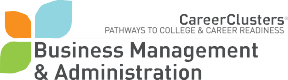 CareerClusters®
PATHWAYS TO COLLEGE & CAREER READINESS
Business Management
& Administration